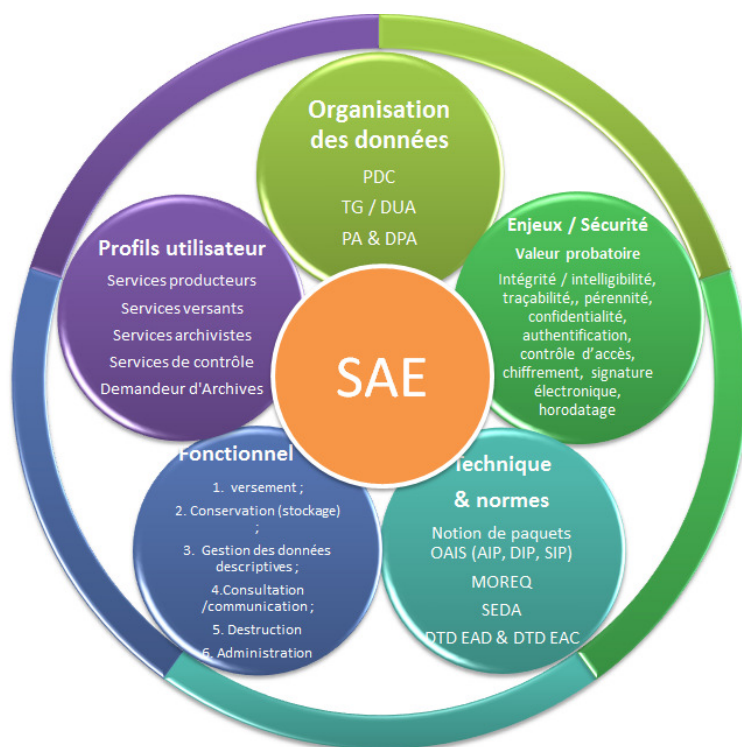 Organisation
des données
PDC
TG / DUA
PA & DPA
Enjeux / Sécurité
Valeur probatoire
Intégrité / intelligibilité,
traçabilité,, pérennité,
confidentialité,
authentification,
contrôle d'accès,
chiffrement, signature
électronique,
horodatage
Technique
& normes
Notion de paquets
OAIS (AIP, DIP, SIP)
MOREQ
SEDA
DTD EAD & DTD EAC
Fonctionnel
1. versement ;
2. Conservation (stockage)
;
3. Gestion des données
descriptives ;
4.Consultation
/communication ;
5. Destruction
6. Administration
Profils utilisateur
Services producteurs
Services versants
Services archivistes
Services de contrôle
Demandeur d'Archives
SAE